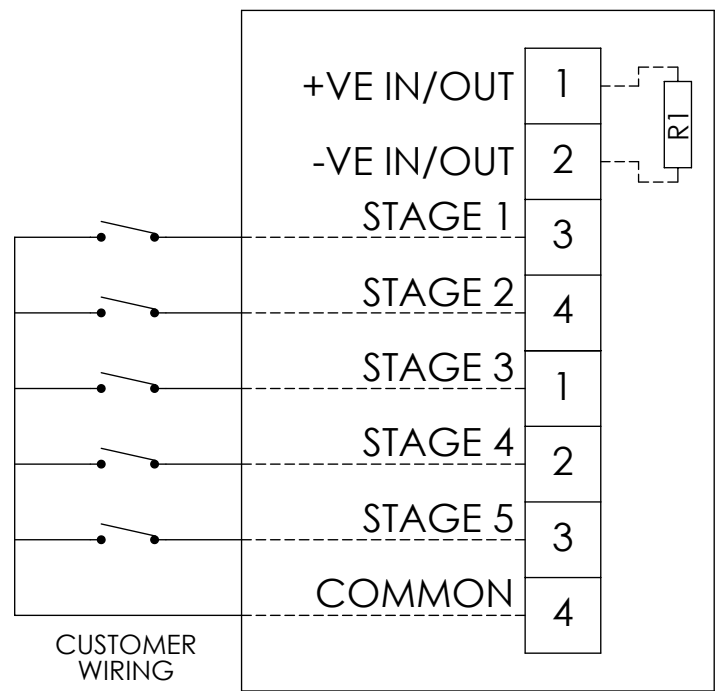 +VE IN/OUT 1
R1
-VE IN/OUT 2
STAGE 1 3
STAGE 2 4
STAGE 3 1
STAGE 4 2
STAGE 5 3
COMMON 4
CUSTOMER
WIRING